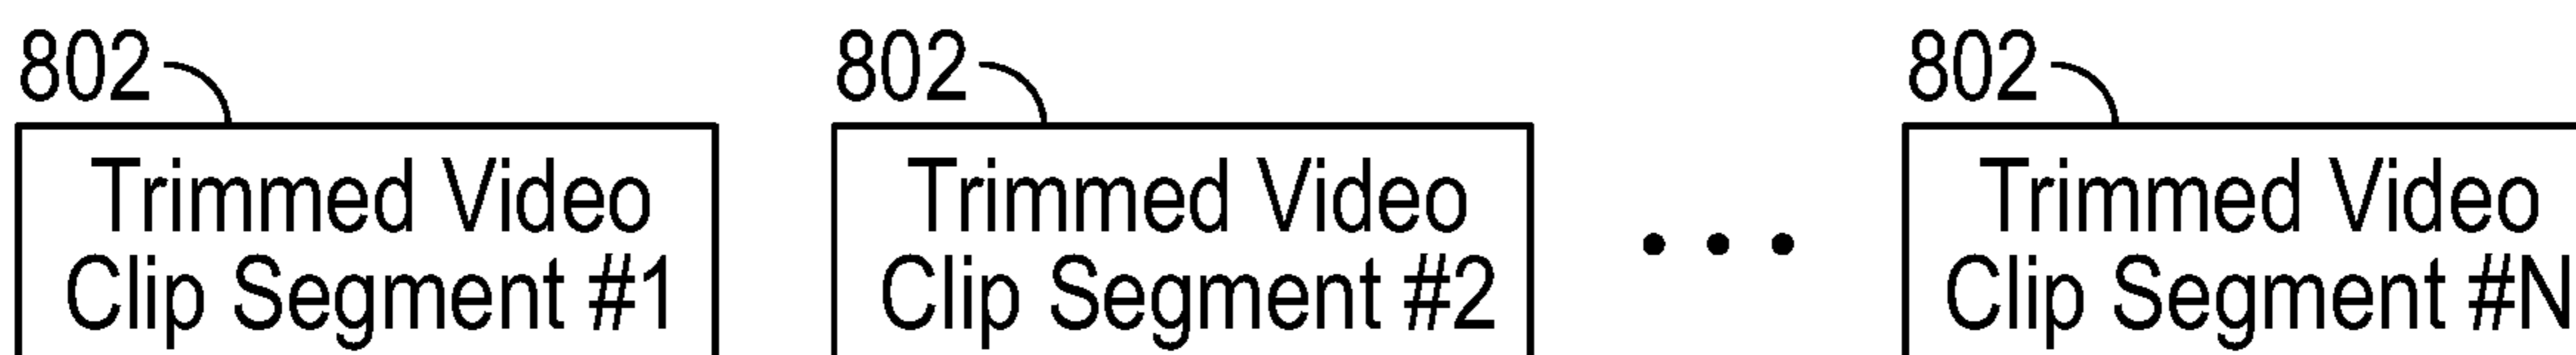 802 802 802
Trimmed Video Trimmed Video Trimmed Video
Clip Segment #1 Clip Segment #2 • • • Clip Segment #N